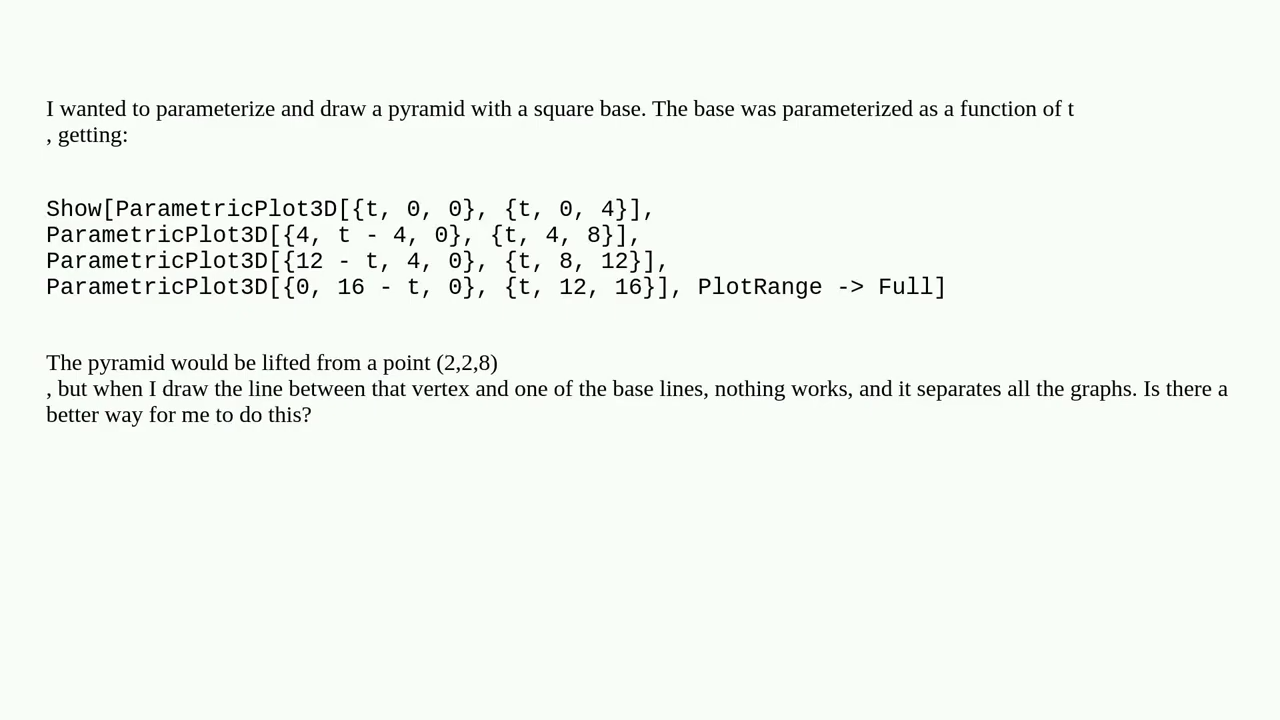 I wanted to parameterize and draw a pyramid with a square base. The base was parameterized as a function of t
, getting:
Show[ParametricPlot3D[{t, 0, 0}, {t, 0, 4}],
ParametricPlot3D[{4, t - 4, 0}, {t, 4, 8}],
ParametricPlot3D[{12 - t, 4, 0}, {t, 8, 12}],
ParametricPlot3D[{0, 16 - t, 0}, {t, 12, 16}], PlotRange -> Full]
The pyramid would be lifted from a point (2,2,8)
, but when I draw the line between that vertex and one of the base lines, nothing works, and it separates all the graphs. Is there a
better way for me to do this?